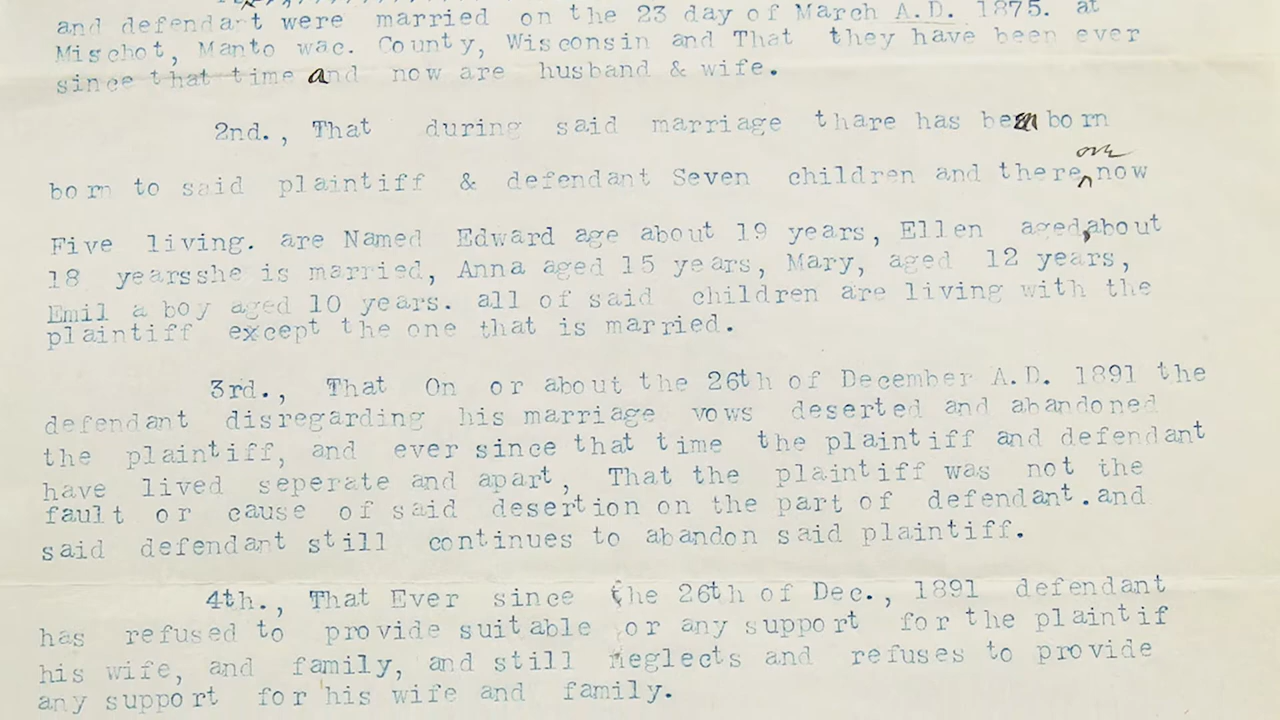 and defendart were married on the 23 day of March A.D. 1875. at
Mischot, Manto wac. County, Wisconsin and That they have been ever
since that time and now are husband & wife.
2nd., That during said marriage thare has been born
born to said plaintiff & defendant Seven children and there are now
Five living. are Named Edward age about 19 years, Ellen aged,about
18 yearsshe is married, Anna aged 15 years, Mary, aged 12 years,
Emil a boy aged 10 years. all of said children are living with the
plaintiff except the one that is married.
3rd., That On or about the 26th of December A.D. 1891 the
defendant disregarding his marriage vows deserted and abandoned
the plaintiff, and ever since that time the plaintiff and defendant
have lived seperate and apart, That the plaintiff was not the
fault or cause of said desertion on the part of defendant.and
said defendant still continues to abandon said plaintiff.
4th., That Ever since the 26th of Dec., 1891 defendant
has refused to provide suitable or any support for the plaintif
his wife, and family, and still neglects and refuses to provide
any support for his wife and family.